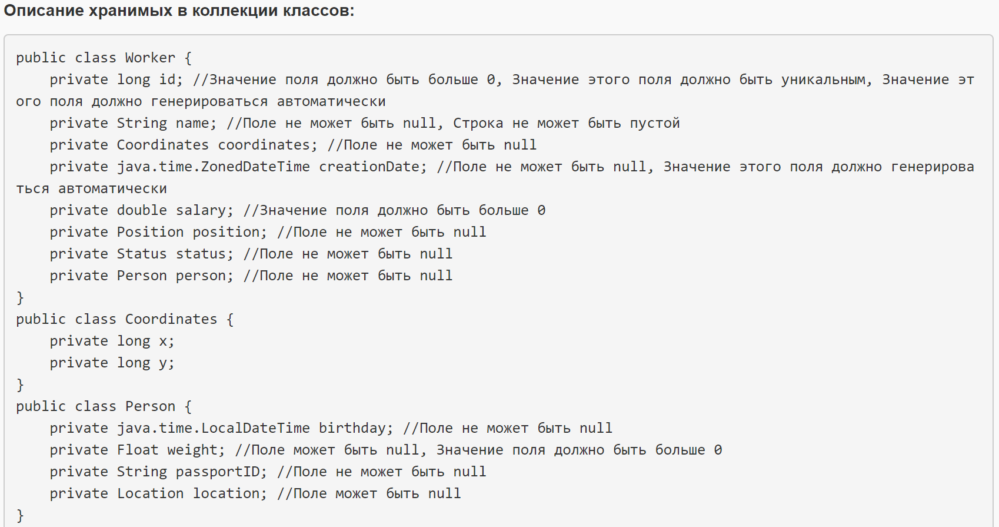 Описание хранимых в коллекции классов:
public class Worker {
    private long id; //Значение поля должно быть больше 0, Значение этого поля должно быть уникальным, Значение эт
ого поля должно генерироваться автоматически
    private String name; //Поле не может быть null, Строка не может быть пустой
    private Coordinates coordinates; //Поле не может быть null
    private java.time.ZonedDateTime creationDate; //Поле не может быть null, Значение этого поля должно генерирова
ться автоматически
    private double salary; //Значение поля должно быть больше 0
    private Position position; //Поле не может быть null
    private Status status; //Поле не может быть null
    private Person person; //Поле не может быть null
}
public class Coordinates {
    private long x;
    private long y;
}
public class Person {
    private java.time.LocalDateTime birthday; //Поле не может быть null
    private Float weight; //Поле может быть null, Значение поля должно быть больше 0
    private String passportID; //Поле не может быть null
    private Location location; //Поле может быть null
}